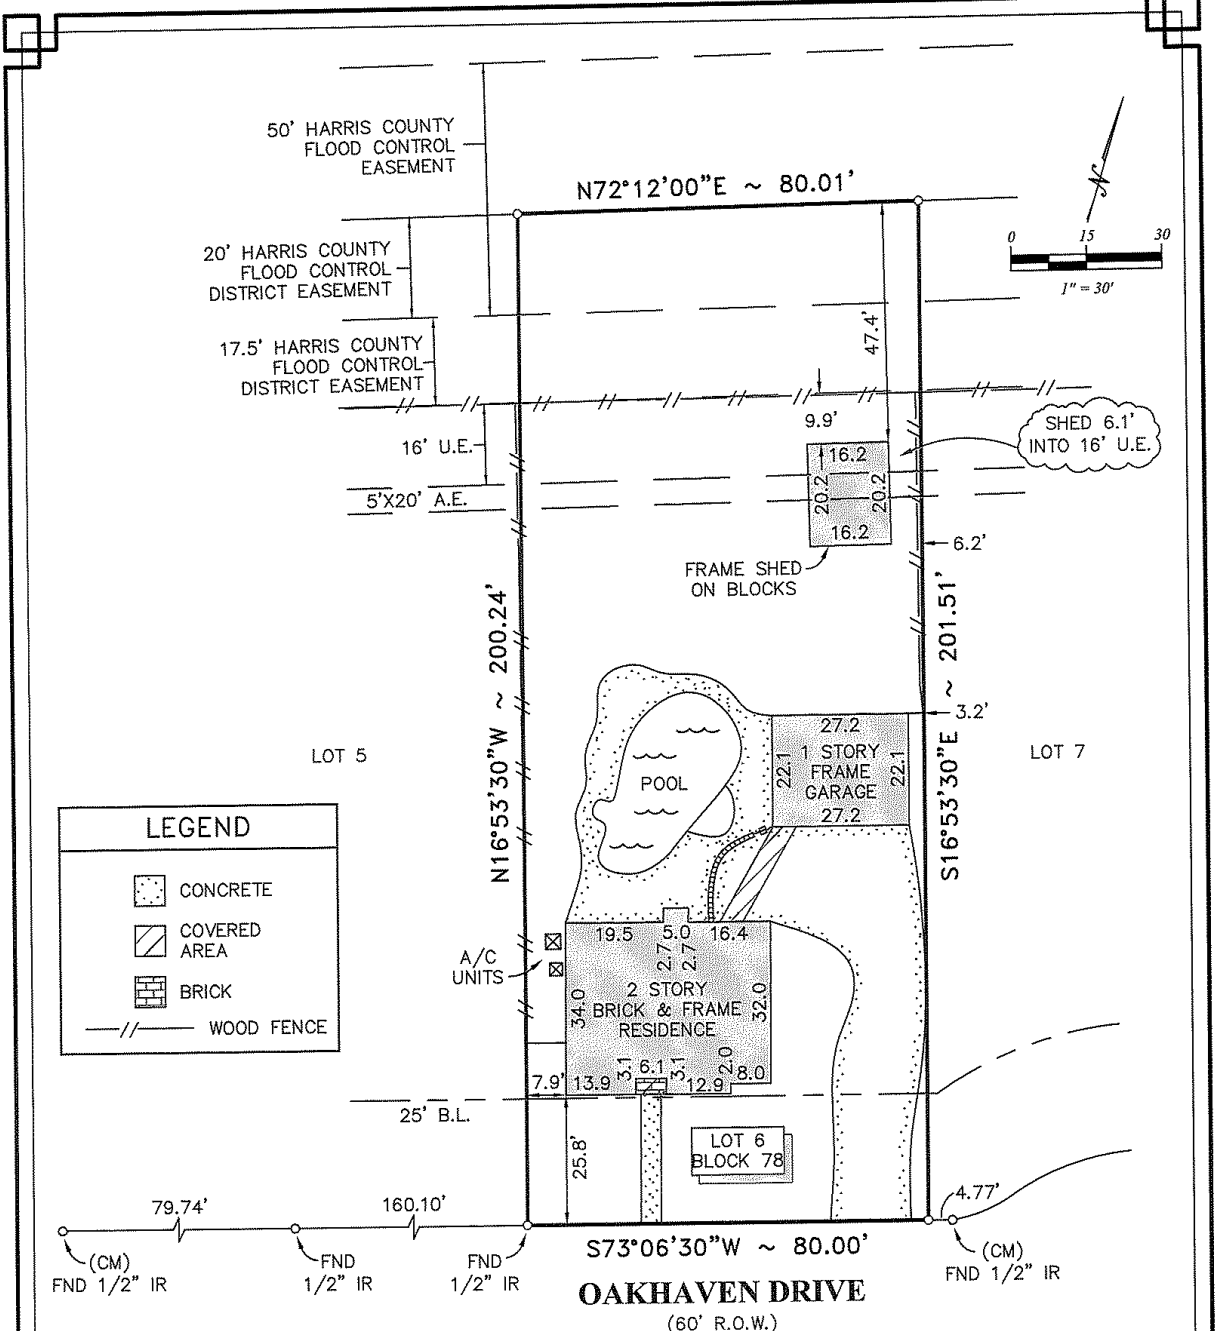 50' HARRIS COUNTY
FLOOD CONTROL
EASEMENT
N72°12'00"E ~ 80.01'
N
0 15 30
1" = 30'
20' HARRIS COUNTY
FLOOD CONTROL
DISTRICT EASEMENT
17.5' HARRIS COUNTY
FLOOD CONTROL
DISTRICT EASEMENT
47.4'
9.9'
SHED 6.1'
INTO 16' U.E.
16' U.E.
5'X20' A.E.
16.2
20.2
20.2
16.2
6.2'
FRAME SHED
ON BLOCKS
N16°53'30"W ~ 200.24'
S16°53'30"E ~ 201.51'
3.2'
LOT 5
LOT 7
POOL
27.2
22.1
1 STORY
FRAME
GARAGE
22.1
27.2
LEGEND
CONCRETE
COVERED
AREA
BRICK
WOOD FENCE
A/C
UNITS
19.5 5.0 16.4
2.7
2.7
34.0
2 STORY
BRICK & FRAME
RESIDENCE
32.0
7.9'
13.9
3.1
6.1
3.1
12.9
2.0
8.0
25' B.L.
25.8'
LOT 6
BLOCK 78
79.74'
160.10'
4.77'
(CM)
FND 1/2" IR
FND
1/2" IR
FND
1/2" IR
S73°06'30"W ~ 80.00'
(CM)
FND 1/2" IR
OAKHAVEN DRIVE
(60' R.O.W.)